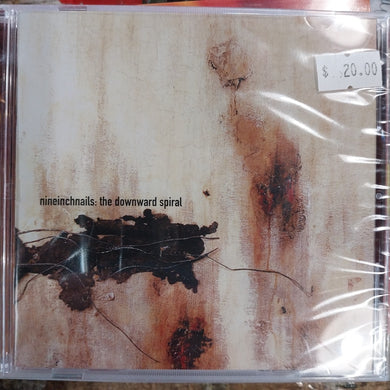 $ 20.00
nineinchnails: the downward spiral